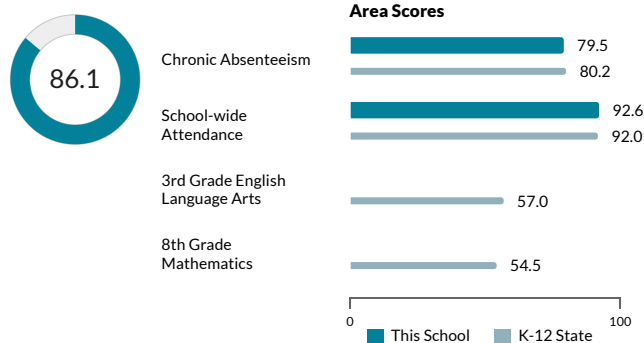 Area Scores
86.1
Chronic Absenteeism
79.5
80.2
School-wide
Attendance
92.6
92.0
3rd Grade English
Language Arts
57.0
8th Grade
Mathematics
54.5
0
100
This School
K-12 State